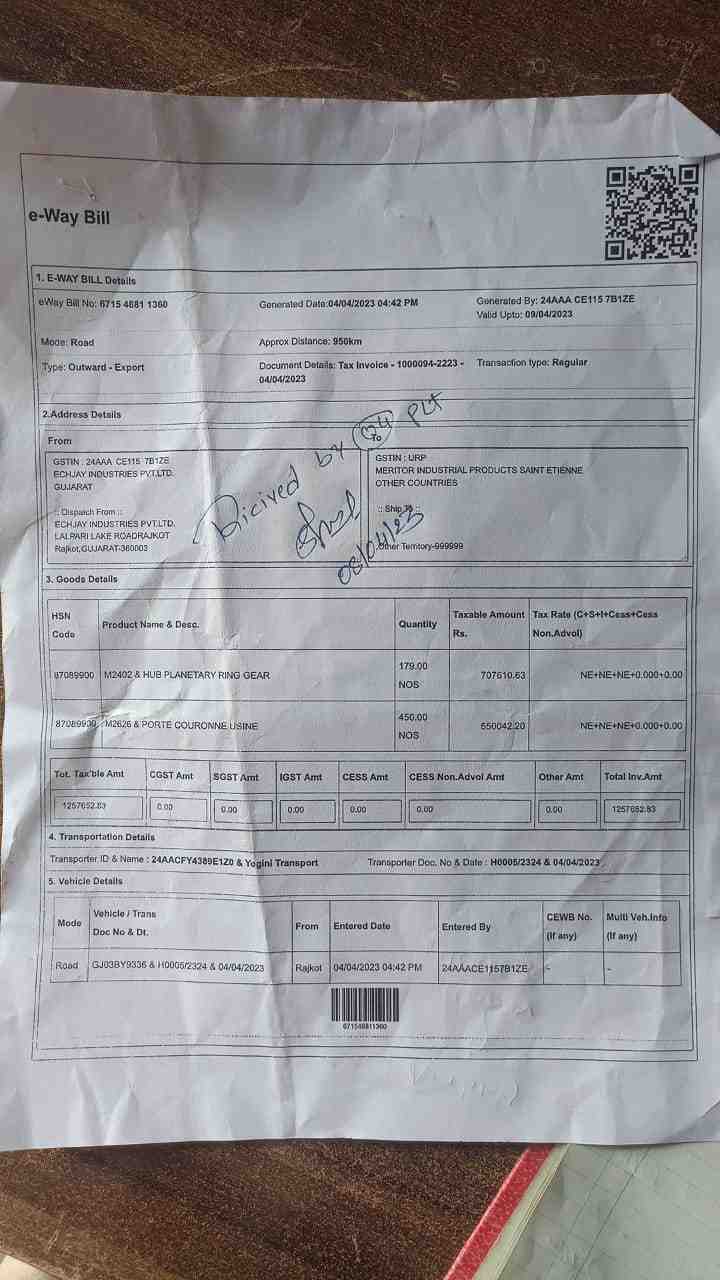 e-Way Bill
1. E-WAY BILL Details
eWay Bill No: 6715 4881 1360 Generated Date:04/04/2023 04:42 PM Generated By: 24AAA CE115 7B1ZE
Valid Upto: 09/04/2023
Mode: Road Approx Distance: 950km
Type: Outward - Export Document Details: Tax Invoice - 1000094-2223 - Transaction type: Regular
04/04/2023
2.Address Details
From
To
GSTIN : 24AAA CE115 7B1ZE
ECHJAY INDUSTRIES PVT.LTD.
GUJARAT
:: Dispatch From ::
ECHJAY INDUSTRIES PVT.LTD.
LALPARI LAKE ROADRAJKOT
Rajkot,GUJARAT-360003
GSTIN : URP
MERITOR INDUSTRIAL PRODUCTS SAINT ETIENNE
OTHER COUNTRIES
:: Ship To ::
Other Territory-999999
Ricived by
08/04/23
3. Goods Details
HSN Code Product Name & Desc. Quantity Taxable Amount Rs. Tax Rate (C+S+I+Cess+Cess Non.Advol)
87089900 M2402 & HUB PLANETARY RING GEAR 179.00 NOS 707610.63 NE+NE+NE+0.000+0.00
87089900 M2626 & PORTE COURONNE USINE 450.00 NOS 550042.20 NE+NE+NE+0.000+0.00
Tot. Tax'ble Amt CGST Amt SGST Amt IGST Amt CESS Amt CESS Non.Advol Amt Other Amt Total Inv.Amt
1257652.83 0.00 0.00 0.00 0.00 0.00 0.00 1257652.83
4. Transportation Details
Transporter ID & Name : 24AACFY4389E1Z0 & Yogini Transport Transporter Doc. No & Date : H0005/2324 & 04/04/2023
5. Vehicle Details
Mode Vehicle / Trans Doc No & Dt. From Entered Date Entered By CEWB No. (If any) Multi Veh.Info (If any)
Road GJ03BY9336 & H0005/2324 & 04/04/2023 Rajkot 04/04/2023 04:42 PM 24AAACE1157B1ZE - -
671548811360